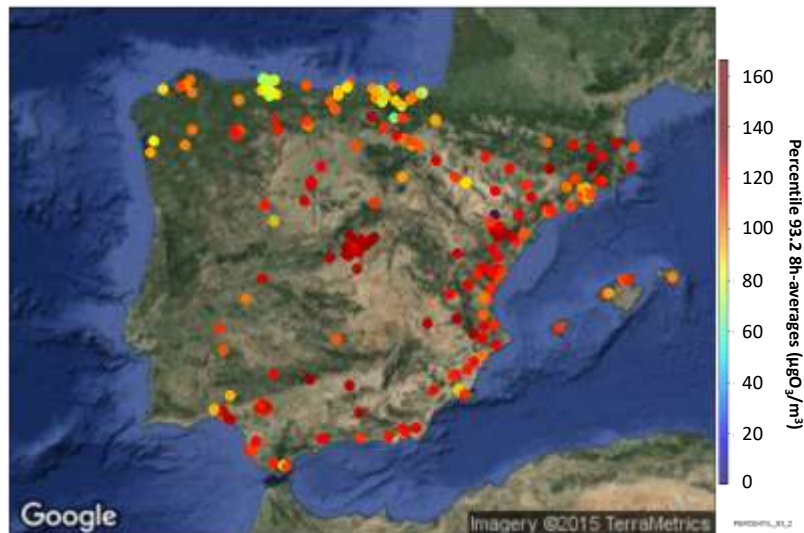 160
140
120
100
80
60
40
20
0
Percentile 93.2 8h-averages (μgO₃/m³)
Google
Imagery ©2015 TerraMetrics
PERCENTIL_93_2